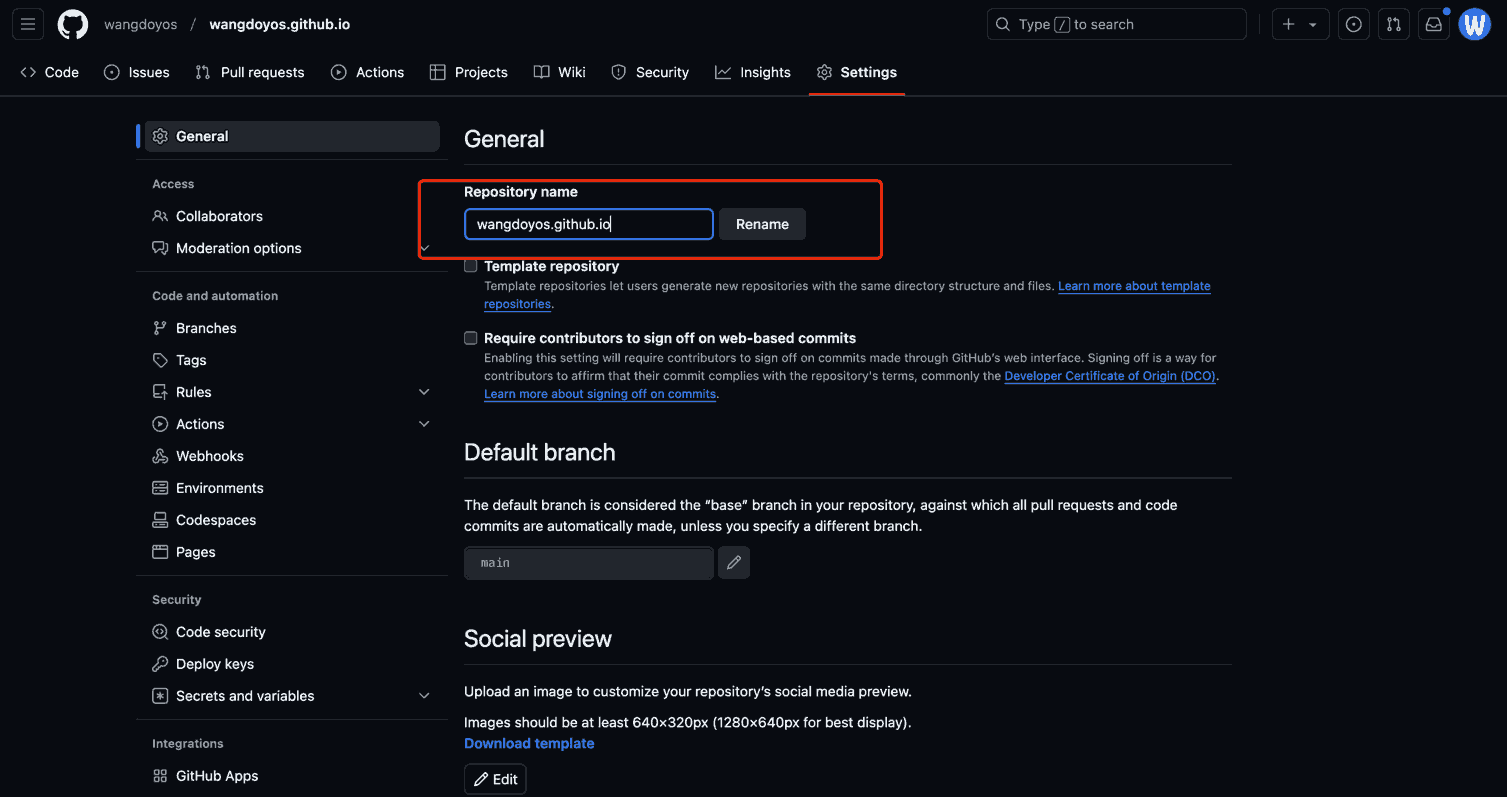 wangdoyos / wangdoyos.github.io
Type / to search
W
Code Issues Pull requests Actions Projects Wiki Security Insights Settings
General
Access
Collaborators
Moderation options
Code and automation
Branches
Tags
Rules
Actions
Webhooks
Environments
Codespaces
Pages
Security
Code security
Deploy keys
Secrets and variables
Integrations
GitHub Apps
General
Repository name
wangdoyos.github.io Rename
Template repository
Template repositories let users generate new repositories with the same directory structure and files. Learn more about template
repositories.
Require contributors to sign off on web-based commits
Enabling this setting will require contributors to sign off on commits made through GitHub's web interface. Signing off is a way for
contributors to affirm that their commit complies with the repository's terms, commonly the Developer Certificate of Origin (DCO).
Learn more about signing off on commits.
Default branch
The default branch is considered the “base” branch in your repository, against which all pull requests and code
commits are automatically made, unless you specify a different branch.
main
Social preview
Upload an image to customize your repository’s social media preview.
Images should be at least 640×320px (1280×640px for best display).
Download template
Edit